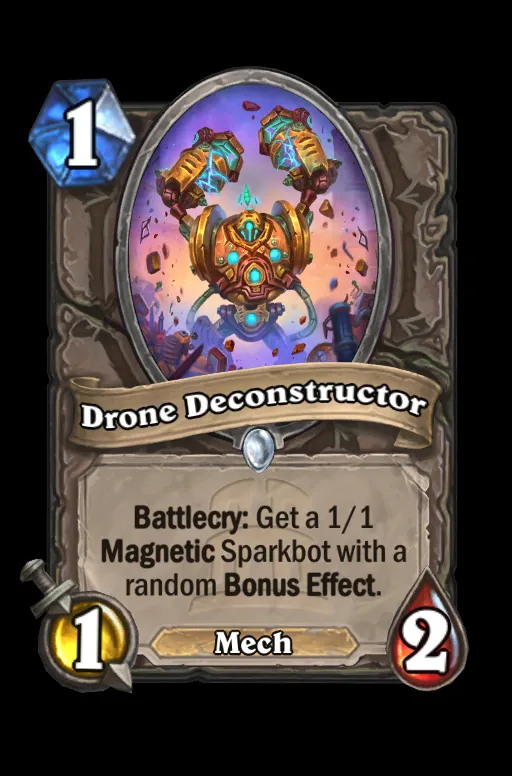 1
Drone Deconstructor
Battlecry: Get a 1/1
Magnetic Sparkbot with a
random Bonus Effect.
Mech
1
2